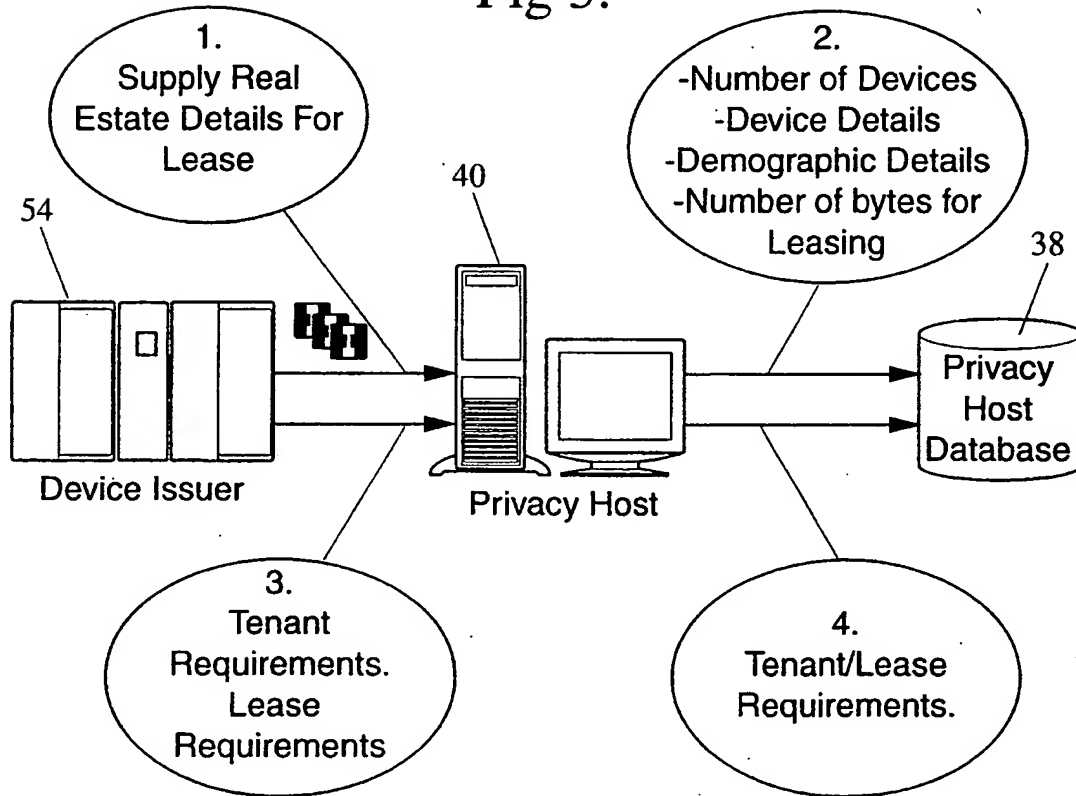 Fig 5.
1.
Supply Real
Estate Details For
Lease
2.
-Number of Devices
-Device Details
-Demographic Details
-Number of bytes for
Leasing
54
40
38
Device Issuer
Privacy Host
Privacy
Host
Database
3.
Tenant
Requirements.
Lease
Requirements
4.
Tenant/Lease
Requirements.